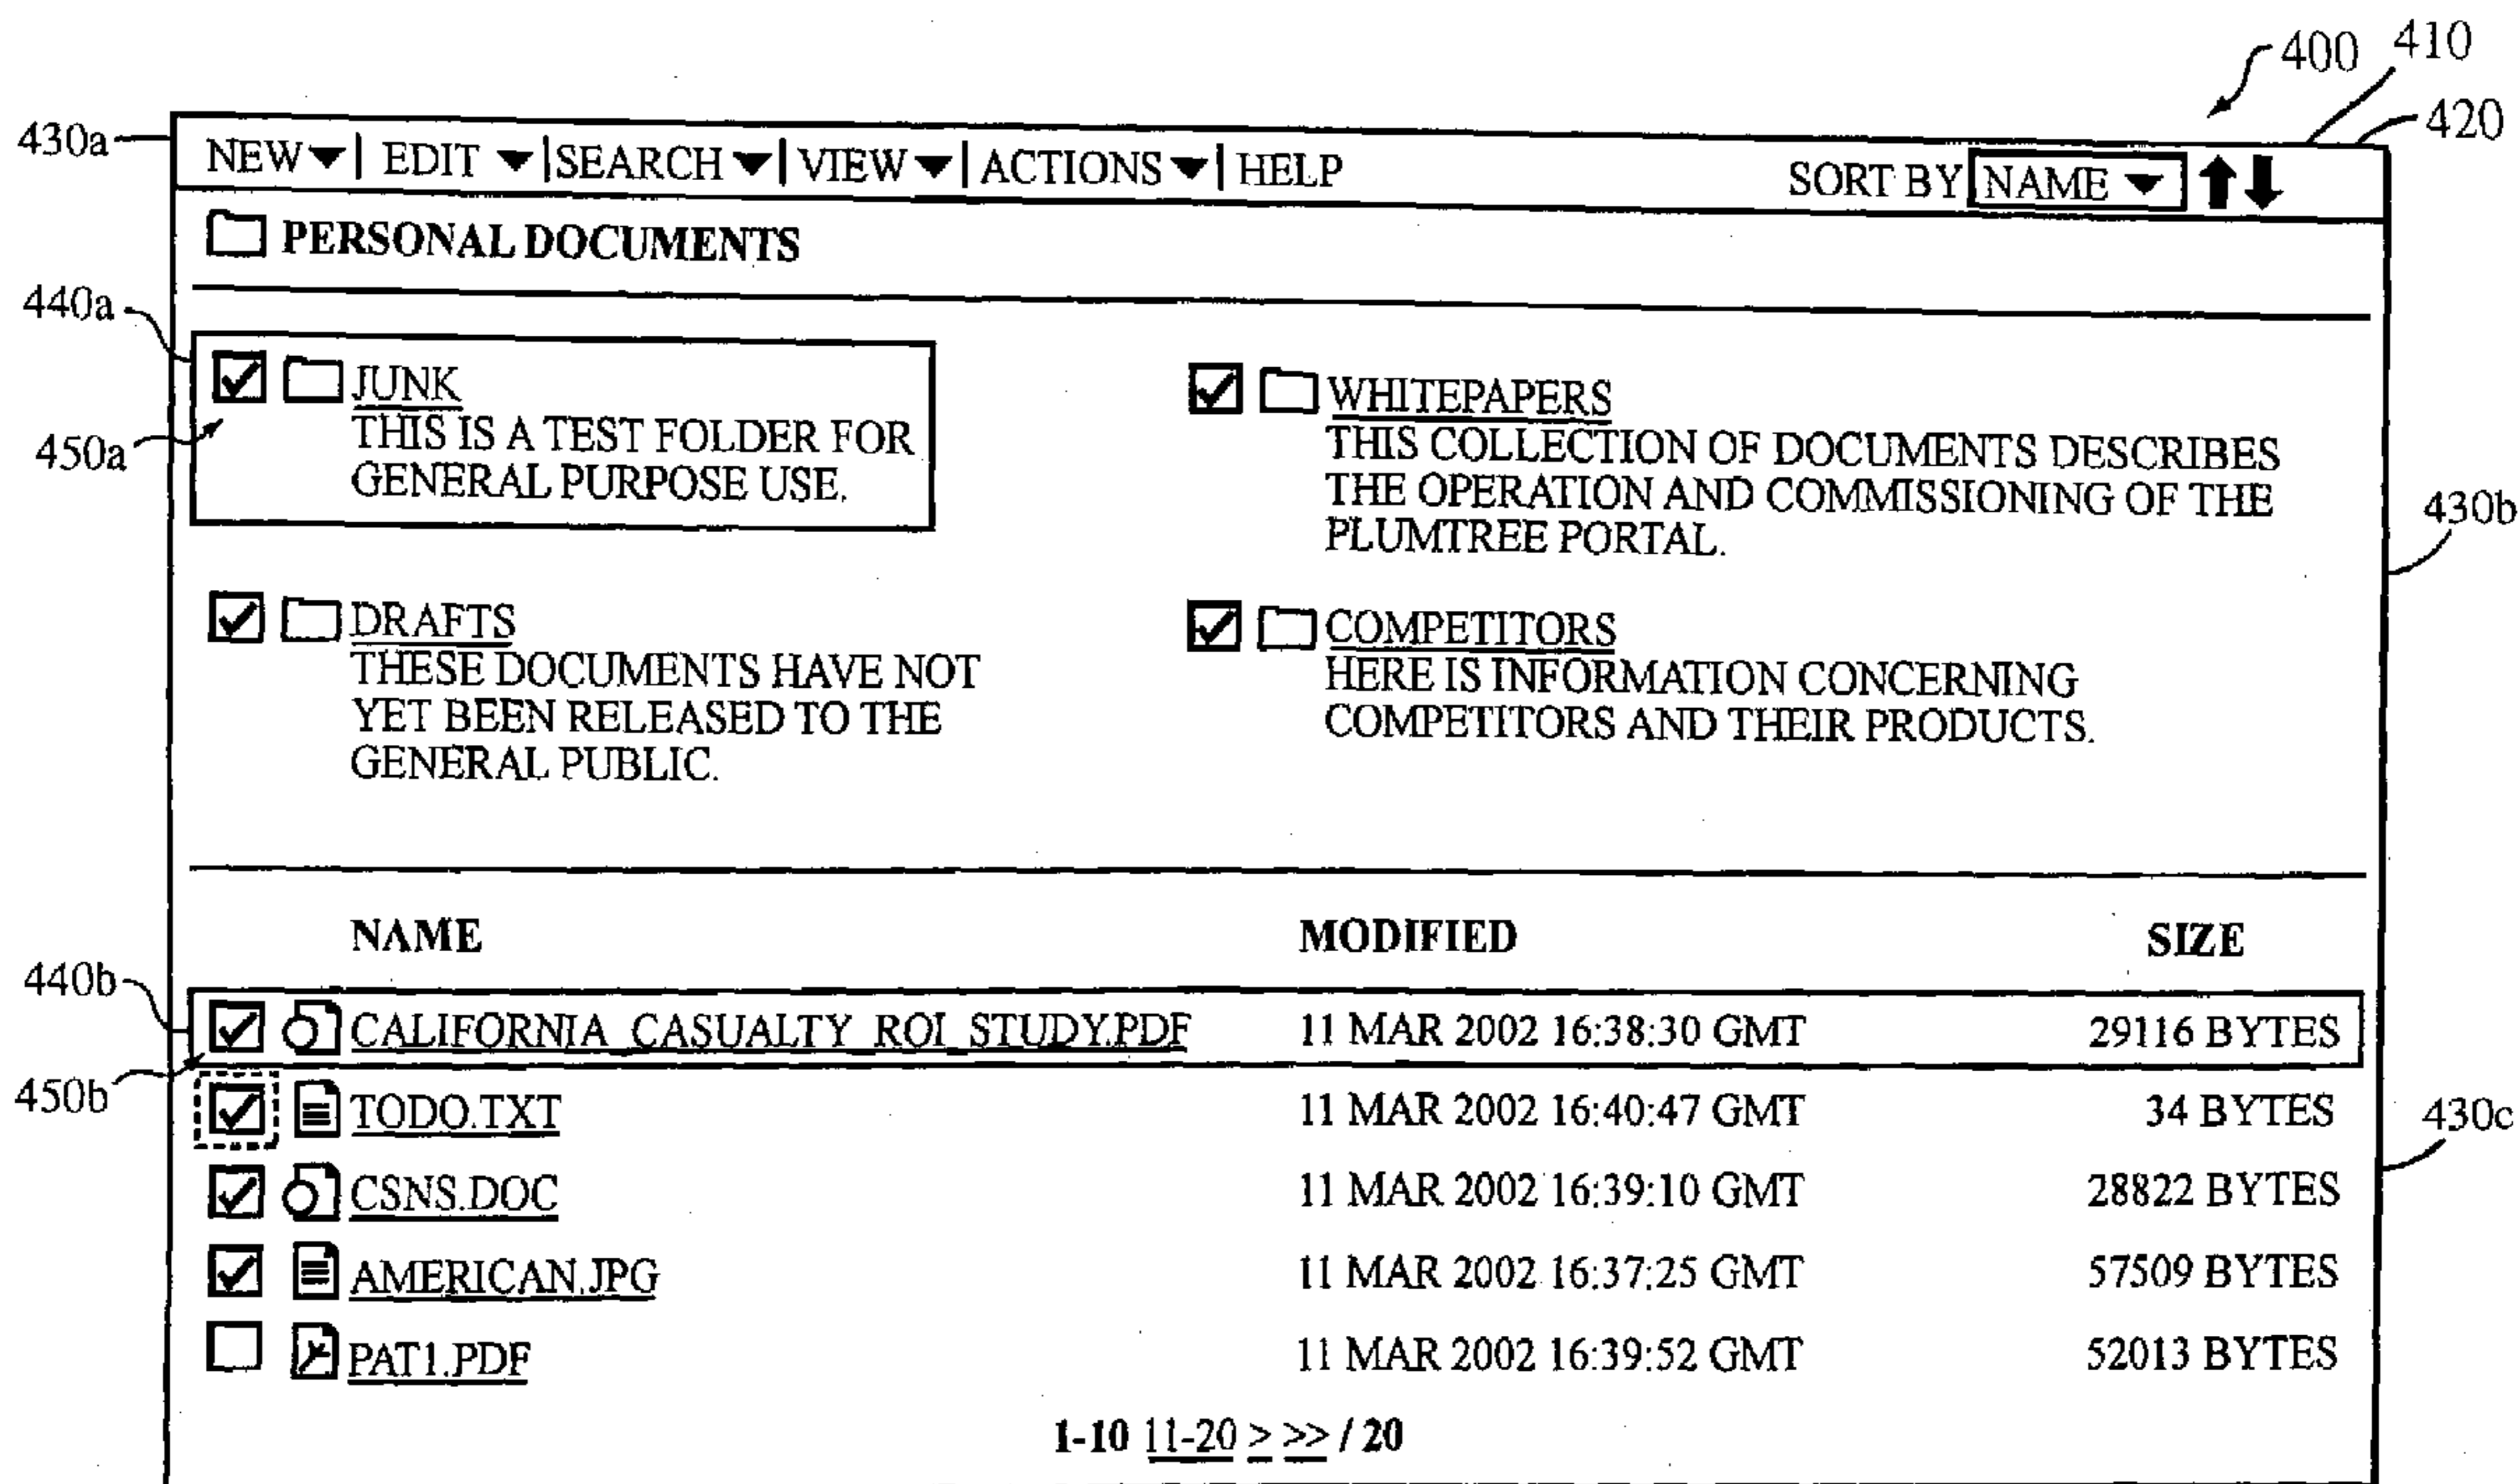 400 410
420
430a
NEW EDIT SEARCH VIEW ACTIONS HELP SORT BY NAME
PERSONAL DOCUMENTS
440a
JUNK
THIS IS A TEST FOLDER FOR
GENERAL PURPOSE USE.
450a
WHITEPAPERS
THIS COLLECTION OF DOCUMENTS DESCRIBES
THE OPERATION AND COMMISSIONING OF THE
PLUMTREE PORTAL.
430b
DRAFTS
THESE DOCUMENTS HAVE NOT
YET BEEN RELEASED TO THE
GENERAL PUBLIC.
COMPETITORS
HERE IS INFORMATION CONCERNING
COMPETITORS AND THEIR PRODUCTS.
NAME MODIFIED SIZE
440b
CALIFORNIA_CASUALTY_ROI_STUDY.PDF 11 MAR 2002 16:38:30 GMT 29116 BYTES
450b
TODO.TXT 11 MAR 2002 16:40:47 GMT 34 BYTES
430c
CSNS.DOC 11 MAR 2002 16:39:10 GMT 28822 BYTES
AMERICAN.JPG 11 MAR 2002 16:37:25 GMT 57509 BYTES
PAT1.PDF 11 MAR 2002 16:39:52 GMT 52013 BYTES
1-10 11-20 > >> / 20